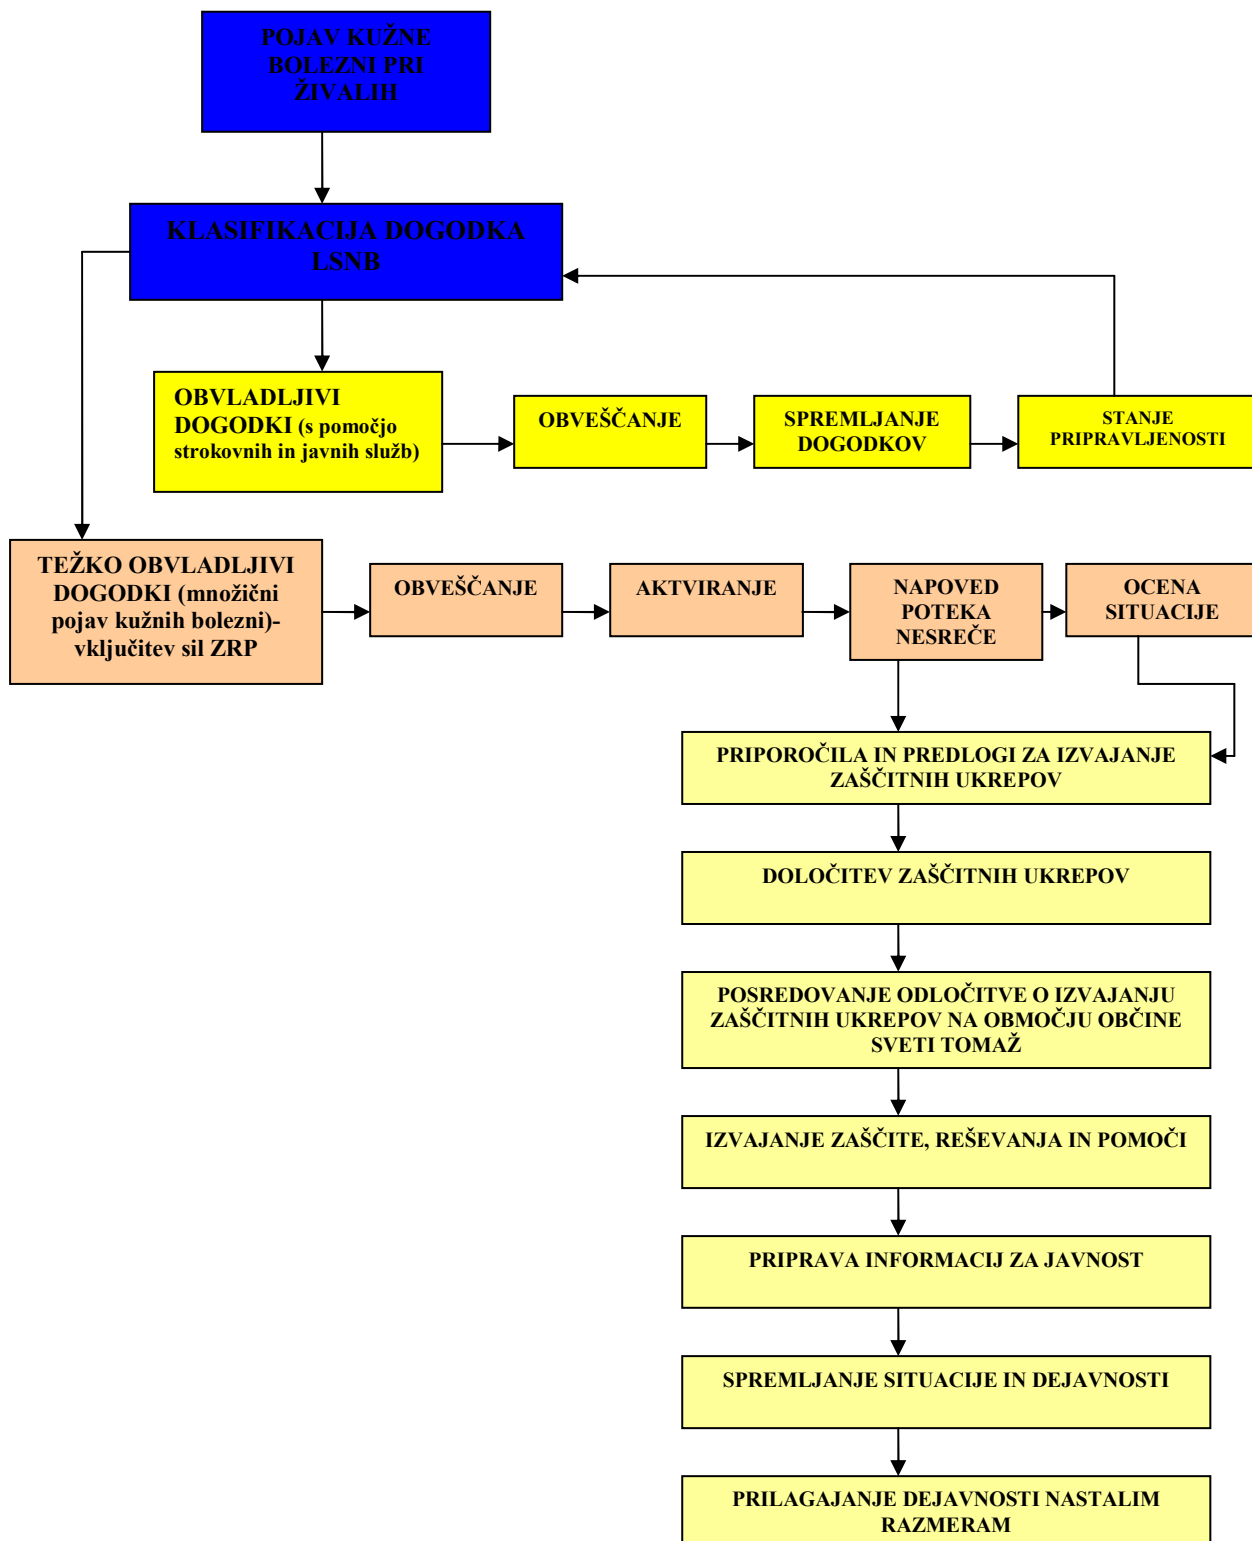 POJAV KUŽNE
BOLEZNI PRI
ŽIVALIH
KLASIFIKACIJA DOGODKA
LSNB
OBVLADLJIVI
DOGODKI (s pomočjo
strokovnih in javnih služb)
OBVEŠČANJE
SPREMLJANJE
DOGODKOV
STANJE
PRIPRAVLJENOSTI
TEŽKO OBVLADLJIVI
DOGODKI (množični
pojav kužnih bolezni)-
vključitev sil ZRP
OBVEŠČANJE
AKTVIRANJE
NAPOVED
POTEKA
NESREČE
OCENA
SITUACIJE
PRIPOROČILA IN PREDLOGI ZA IZVAJANJE
ZAŠČITNIH UKREPOV
DOLOČITEV ZAŠČITNIH UKREPOV
POSREDOVANJE ODLOČITVE O IZVAJANJU
ZAŠČITNIH UKREPOV NA OBMOČJU OBČINE
SVETI TOMAŽ
IZVAJANJE ZAŠČITE, REŠEVANJA IN POMOČI
PRIPRAVA INFORMACIJ ZA JAVNOST
SPREMLJANJE SITUACIJE IN DEJAVNOSTI
PRILAGAJANJE DEJAVNOSTI NASTALIM
RAZMERAM